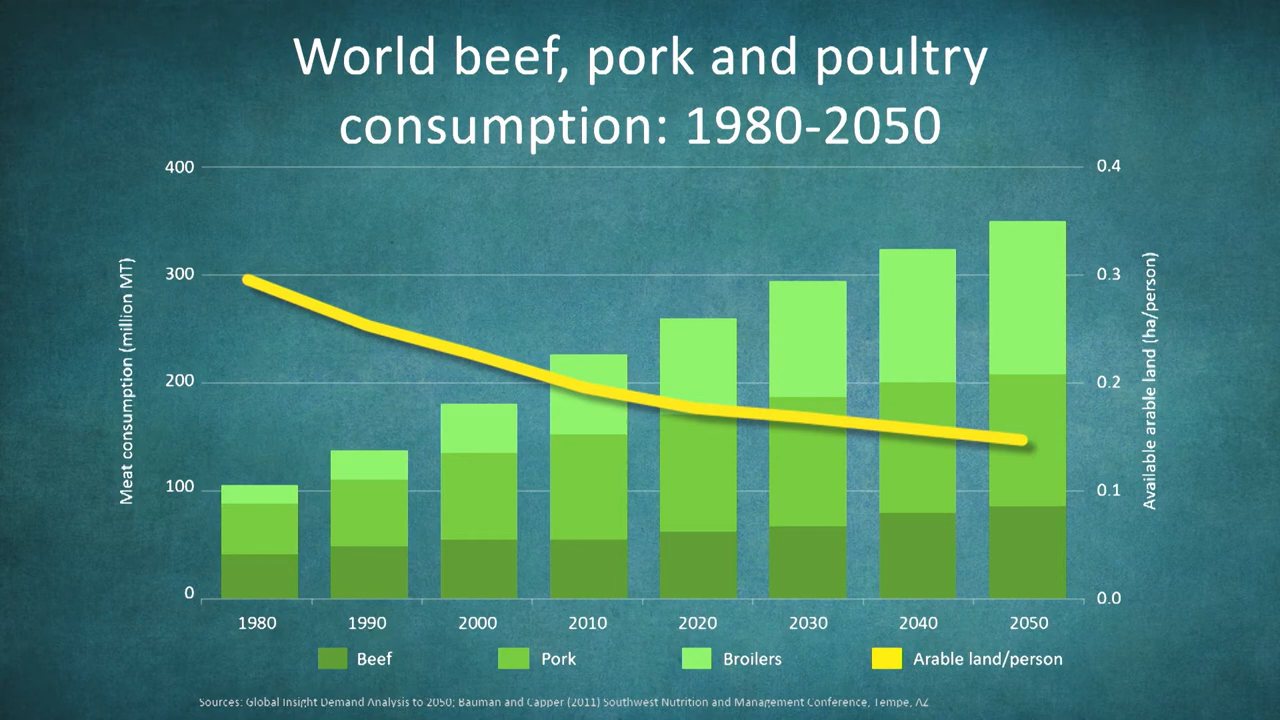 World beef, pork and poultry
consumption: 1980-2050
400
300
200
100
0
Meat consumption (million MT)
0.4
0.3
0.2
0.1
0.0
Available arable land (ha/person)
1980 1990 2000 2010 2020 2030 2040 2050
Beef Pork Broilers Arable land/person
Sources: Global Insight Demand Analysis to 2050; Bauman and Capper (2011) Southwest Nutrition and Management Conference, Tempe, AZ